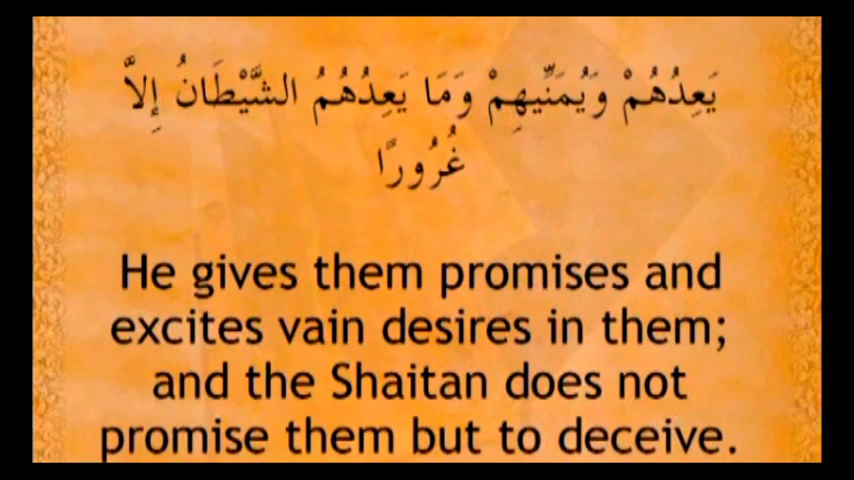 يَعِدُهُمْ وَيُمَنِّيهِمْ وَمَا يَعِدُهُمُ الشَّيْطَانُ إِلاَّ
غُرُورًا
He gives them promises and
excites vain desires in them;
and the Shaitan does not
promise them but to deceive.